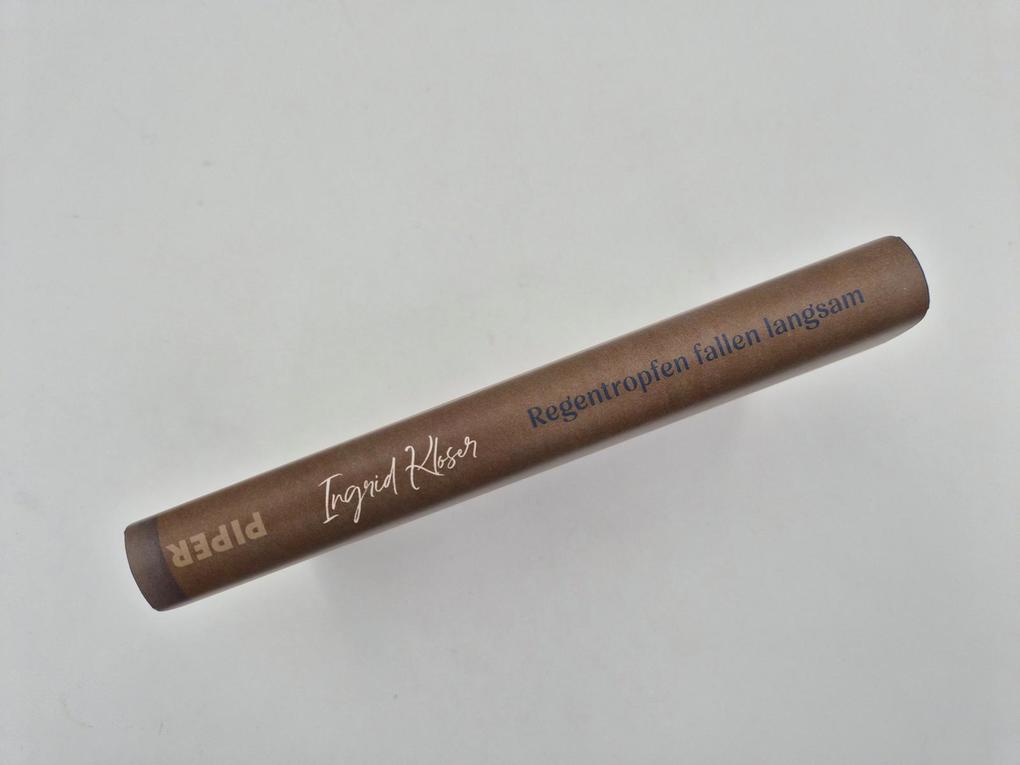 PIPER
Ingrid Kloser
Regentropfen fallen langsam